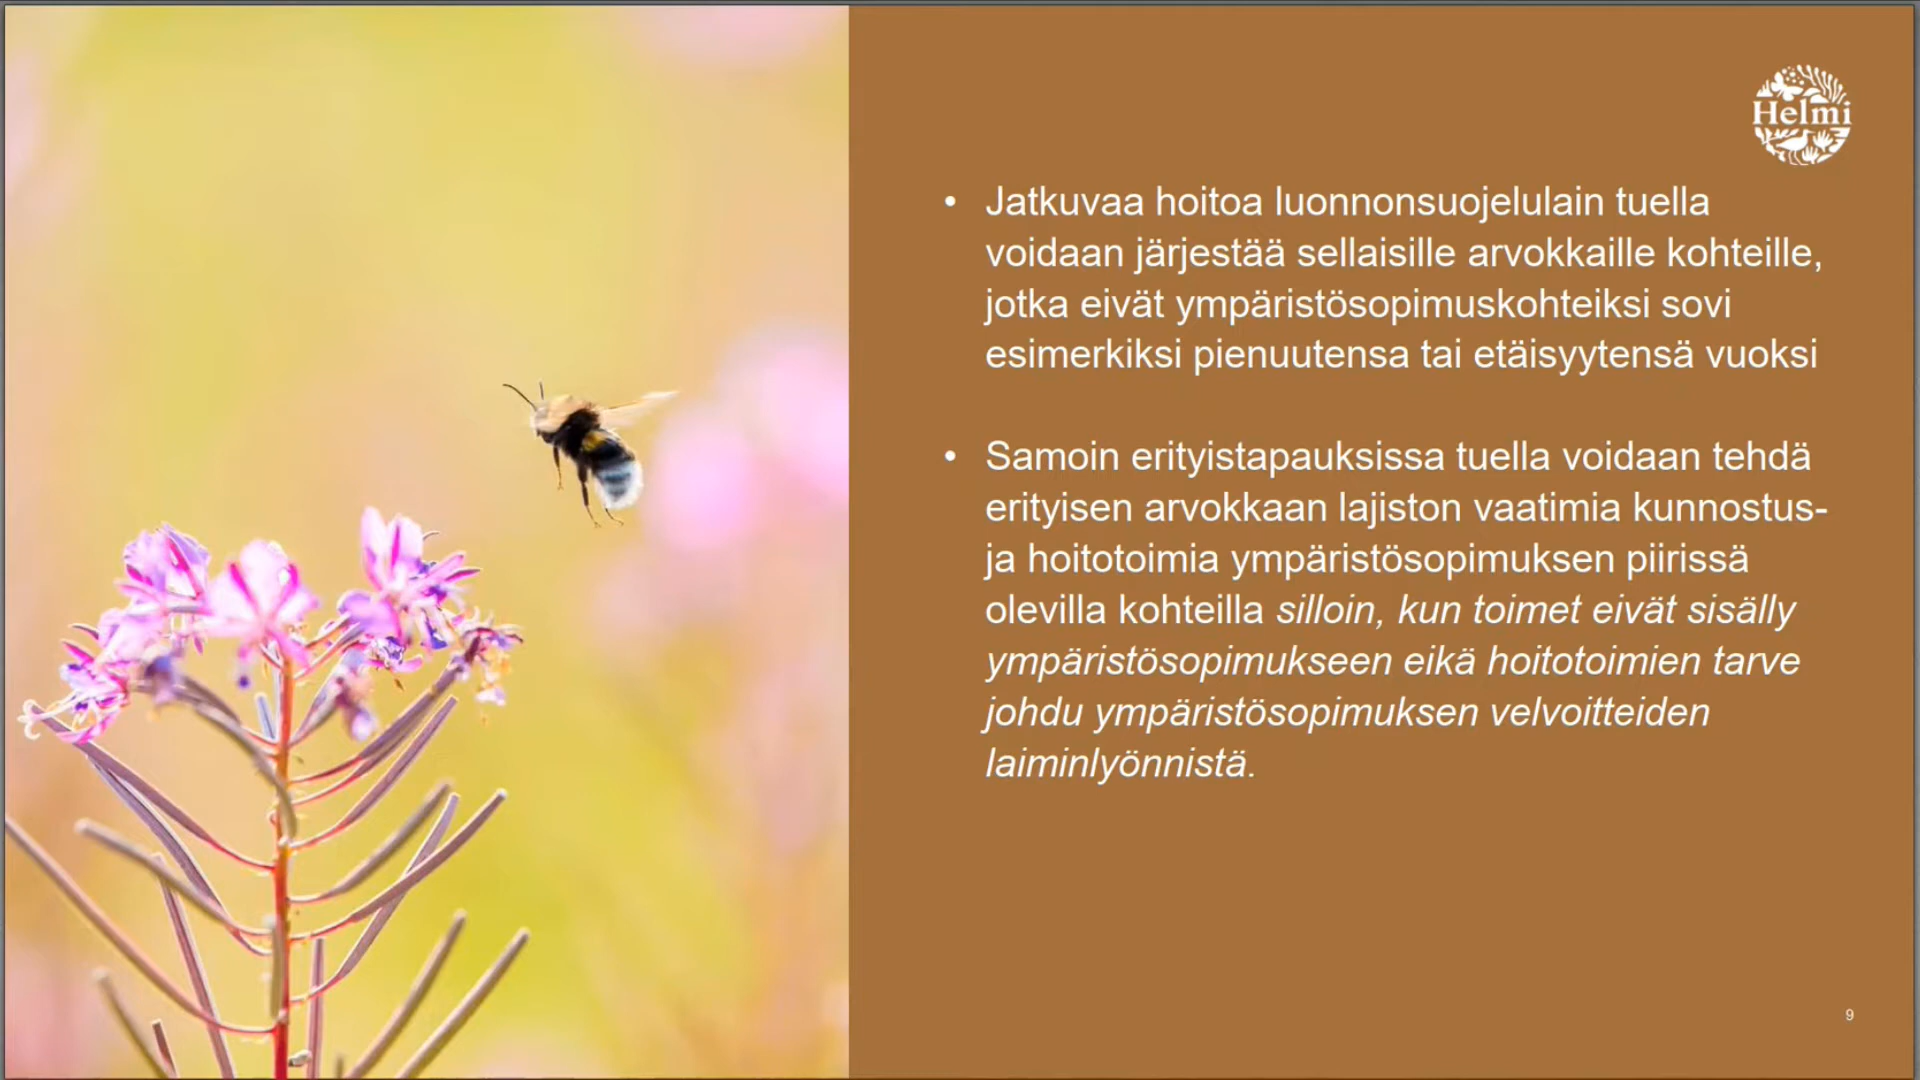 Helmi
• Jatkuvaa hoitoa luonnonsuojelulain tuella
voidaan järjestää sellaisille arvokkaille kohteille,
jotka eivät ympäristösopimuskohteiksi sovi
esimerkiksi pienuutensa tai etäisyytensä vuoksi
• Samoin erityistapauksissa tuella voidaan tehdä
erityisen arvokkaan lajiston vaatimia kunnostus-
ja hoitotoimia ympäristösopimuksen piirissä
olevilla kohteilla silloin, kun toimet eivät sisälly
ympäristösopimukseen eikä hoitotoimien tarve
johdu ympäristösopimuksen velvoitteiden
laiminlyönnistä.
9